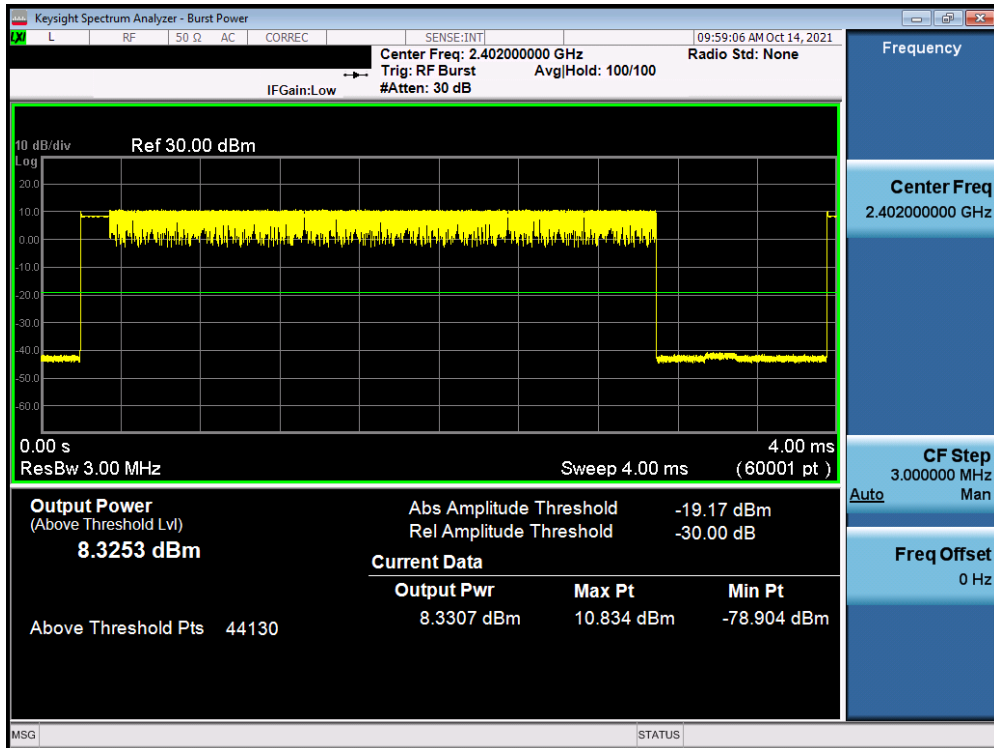 Keysight Spectrum Analyzer - Burst Power
LXI L RF 50 Ω AC CORREC SENSE:INT 09:59:06 AM Oct 14, 2021
Center Freq: 2.402000000 GHz Radio Std: None
Trig: RF Burst Avg|Hold: 100/100
IFGain:Low #Atten: 30 dB
10 dB/div Ref 30.00 dBm
Log
20.0
10.0
0.00
-10.0
-20.0
-30.0
-40.0
-50.0
-60.0
0.00 s 4.00 ms
ResBw 3.00 MHz Sweep 4.00 ms (60001 pt)
Output Power
(Above Threshold Lvl)
8.3253 dBm
Above Threshold Pts 44130
Abs Amplitude Threshold -19.17 dBm
Rel Amplitude Threshold -30.00 dB
Current Data
Output Pwr Max Pt Min Pt
8.3307 dBm 10.834 dBm -78.904 dBm
Frequency
Center Freq
2.402000000 GHz
CF Step
3.000000 MHz
Auto Man
Freq Offset
0 Hz
MSG STATUS